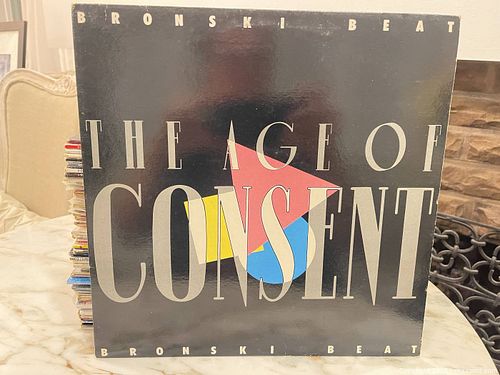 BRONSKI BEAT
THE AGE OF
CONSENT
BRONSKI BEAT